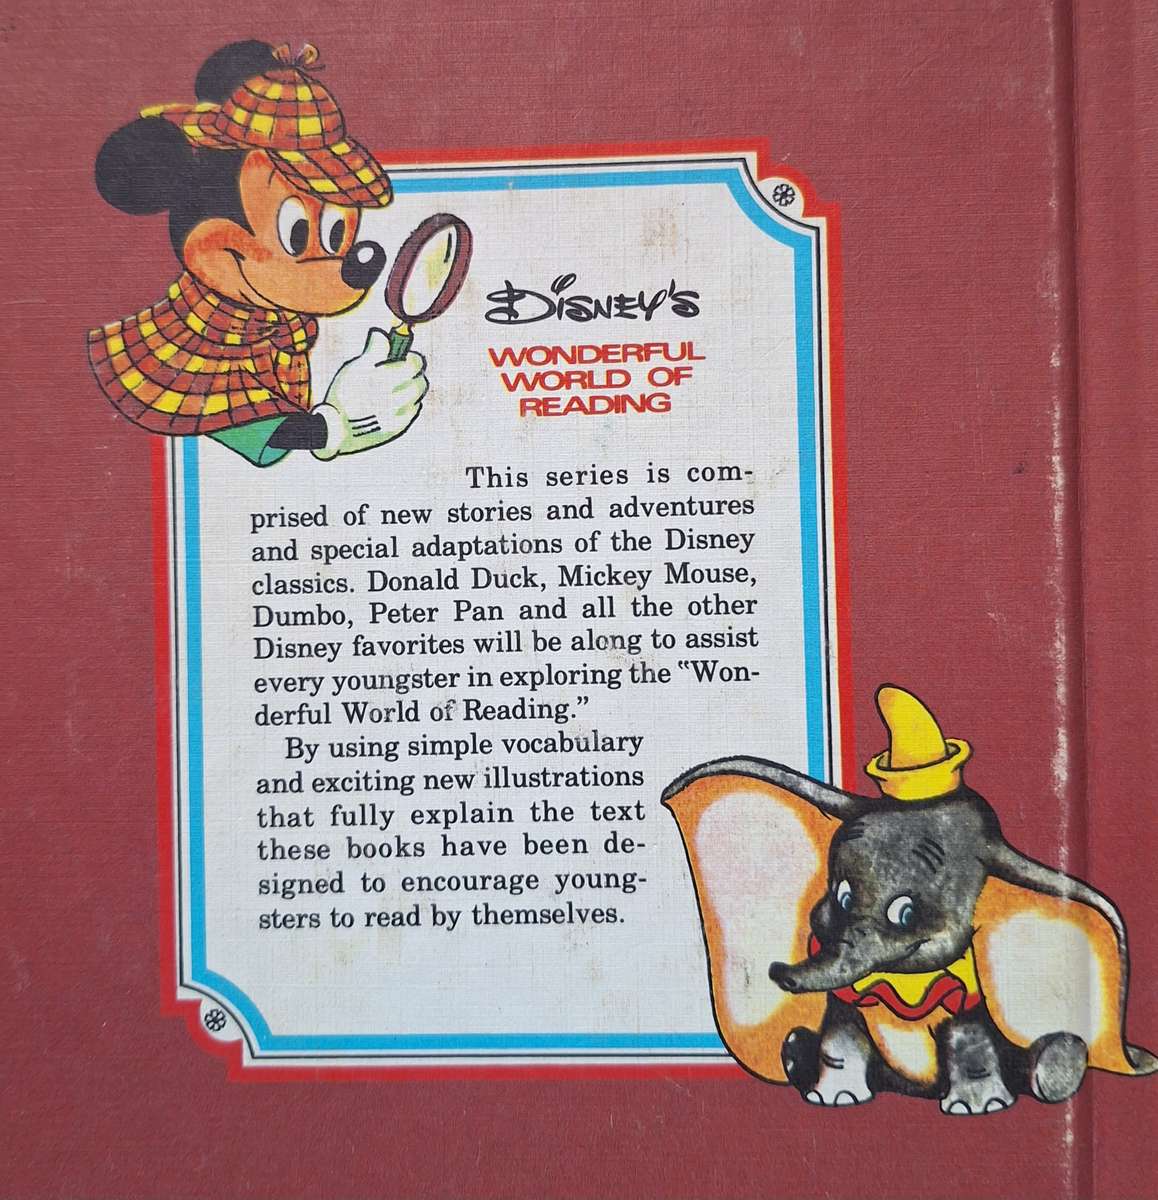 DISNEY'S
WONDERFUL
WORLD OF
READING
This series is com-
prised of new stories and adventures
and special adaptations of the Disney
classics. Donald Duck, Mickey Mouse,
Dumbo, Peter Pan and all the other
Disney favorites will be along to assist
every youngster in exploring the "Won-
derful World of Reading."
By using simple vocabulary
and exciting new illustrations
that fully explain the text
these books have been de-
signed to encourage young-
sters to read by themselves.